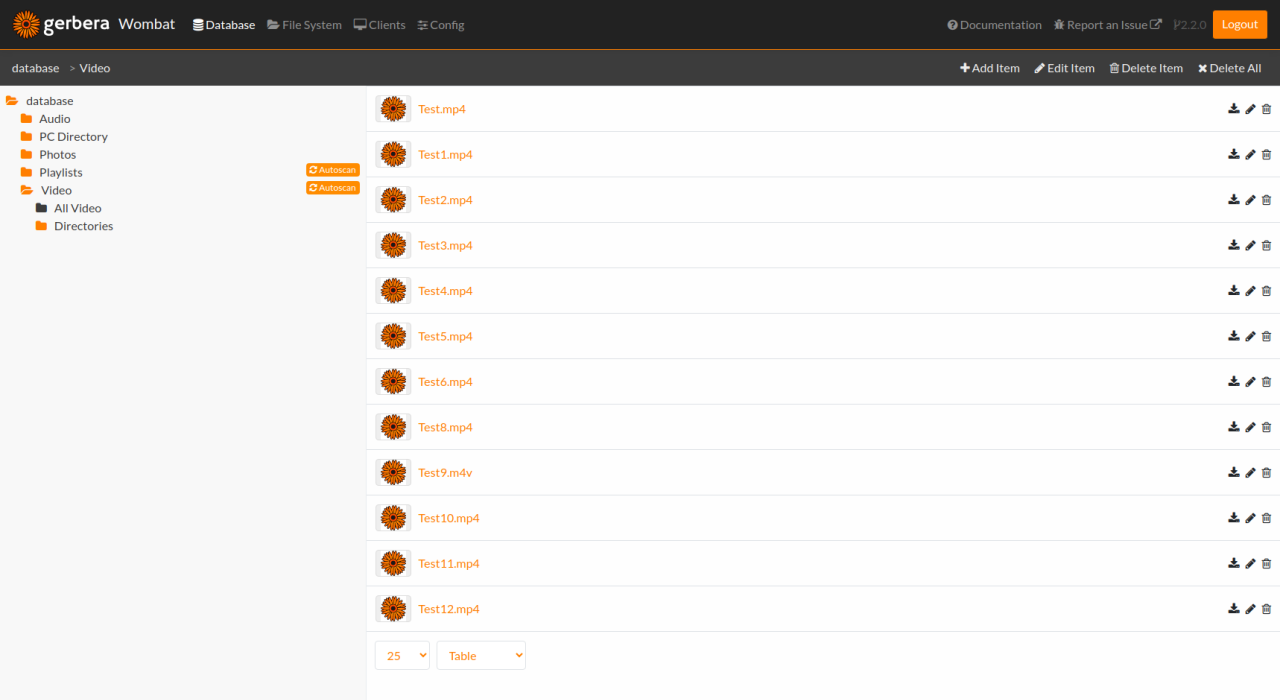 gerbera Wombat Database File System Clients Config Documentation Report an Issue 2.2.0 Logout
database > Video Add Item Edit Item Delete Item Delete All
database
Audio
PC Directory
Photos
Playlists Autoscan
Video Autoscan
All Video
Directories
Test.mp4
Test1.mp4
Test2.mp4
Test3.mp4
Test4.mp4
Test5.mp4
Test6.mp4
Test8.mp4
Test9.m4v
Test10.mp4
Test11.mp4
Test12.mp4
25 Table